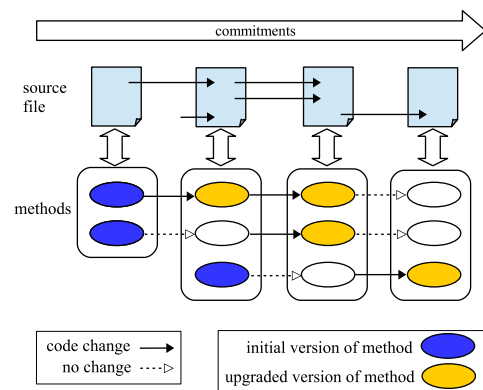 commitments
source
file
methods
code change
no change
initial version of method
upgraded version of method